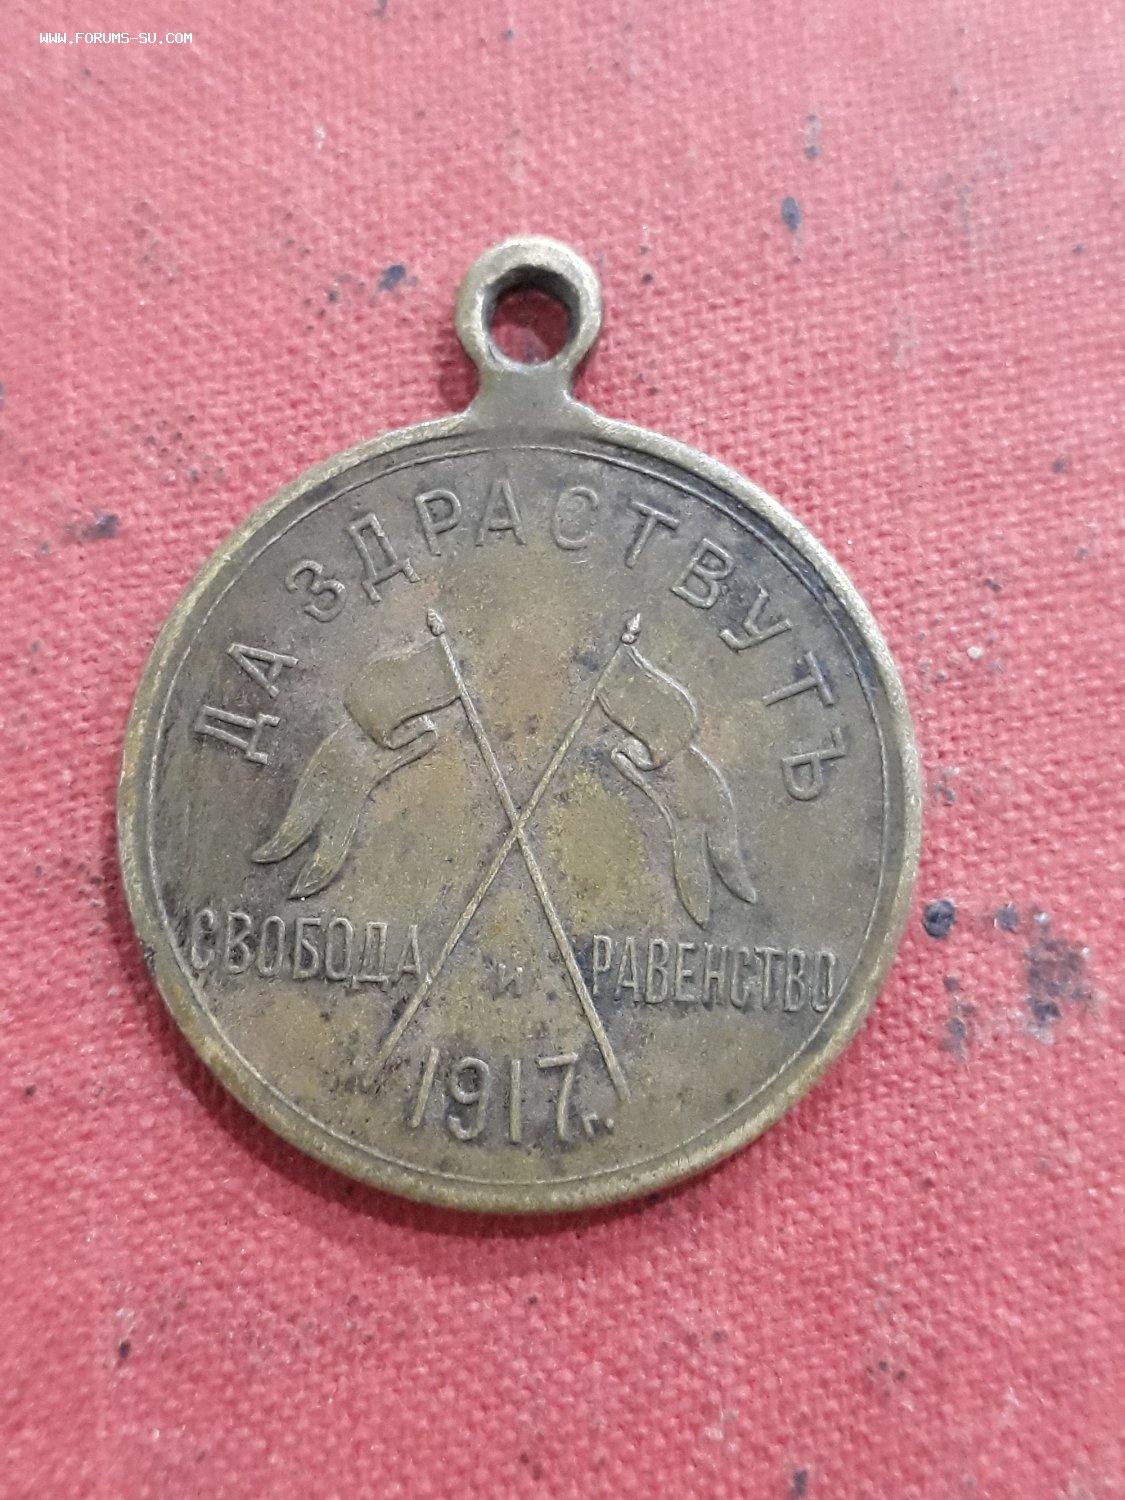 WWW.FORUMS-SU.COM
ДА ЗДРАСТВУТЪ
СВОБОДА и РАВЕНСТВО
1917 г.